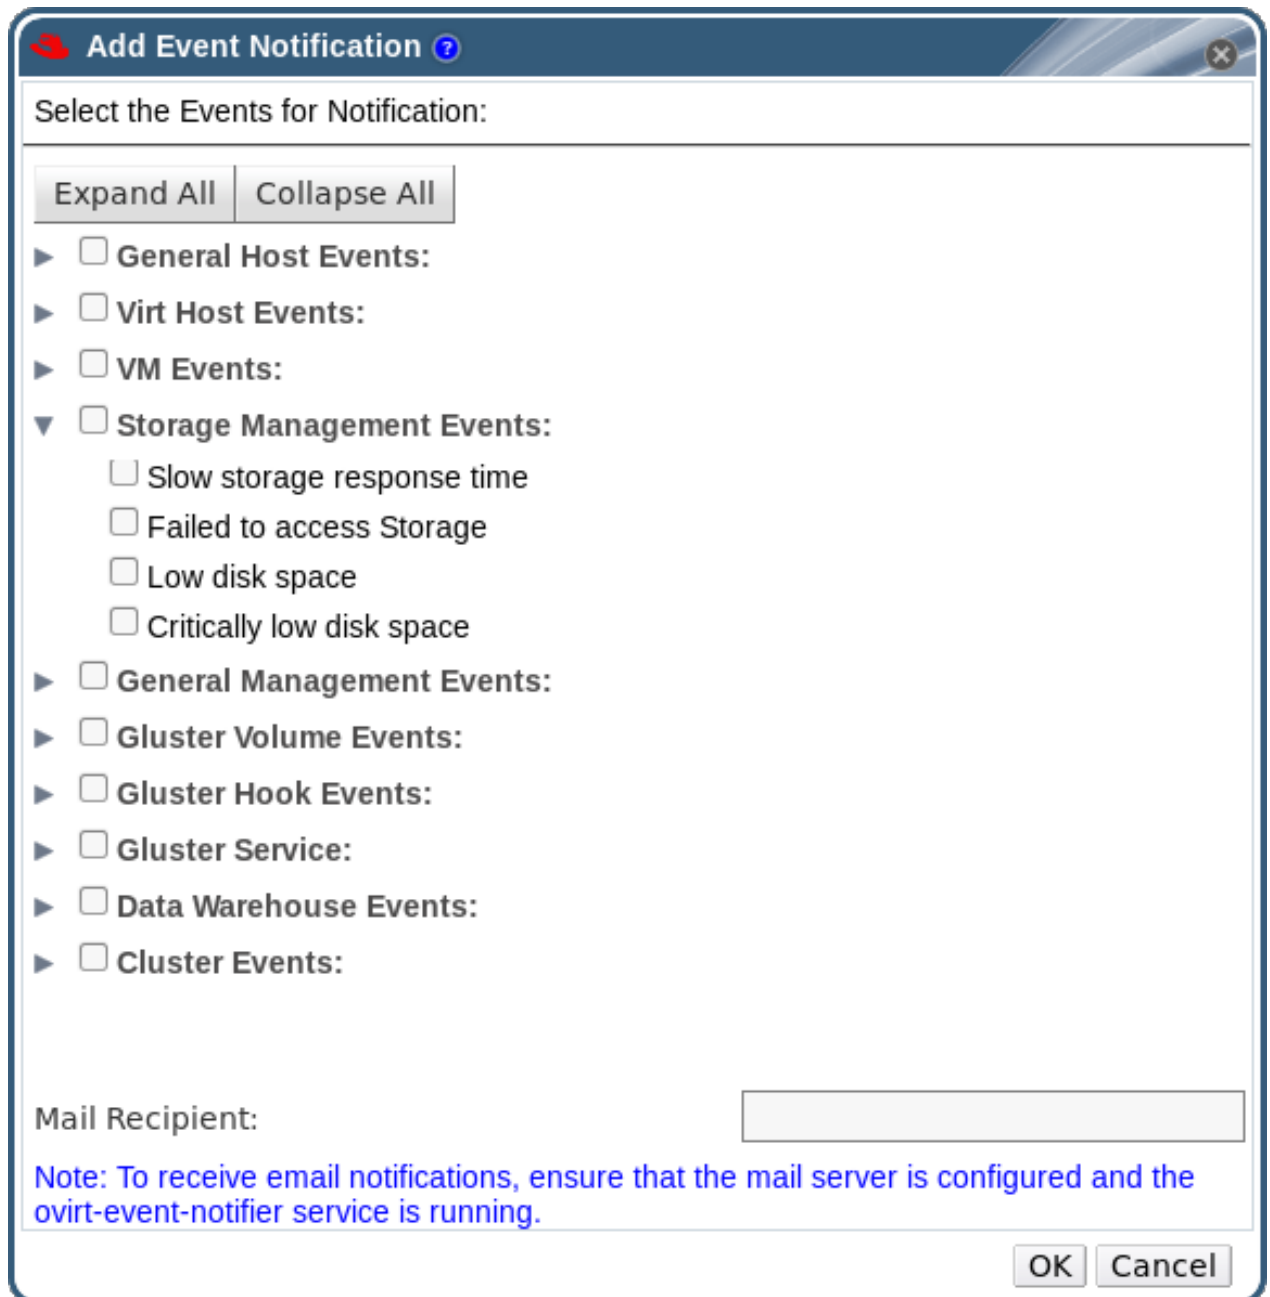 Add Event Notification ?
Select the Events for Notification:
Expand All Collapse All
General Host Events:
Virt Host Events:
VM Events:
Storage Management Events:
Slow storage response time
Failed to access Storage
Low disk space
Critically low disk space
General Management Events:
Gluster Volume Events:
Gluster Hook Events:
Gluster Service:
Data Warehouse Events:
Cluster Events:
Mail Recipient:
Note: To receive email notifications, ensure that the mail server is configured and the
ovirt-event-notifier service is running.
OK Cancel